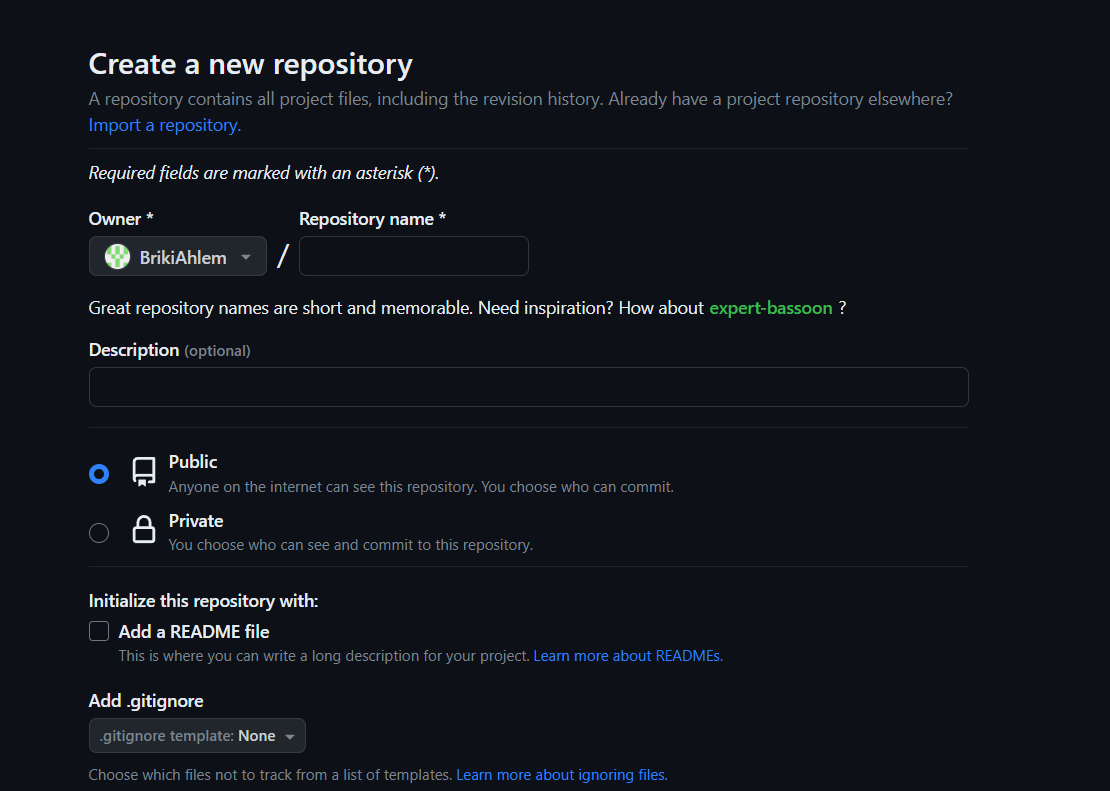 Create a new repository
A repository contains all project files, including the revision history. Already have a project repository elsewhere?
Import a repository.
Required fields are marked with an asterisk (*).
Owner * Repository name *
BrikiAhlem /
Great repository names are short and memorable. Need inspiration? How about expert-bassoon ?
Description (optional)
Public
Anyone on the internet can see this repository. You choose who can commit.
Private
You choose who can see and commit to this repository.
Initialize this repository with:
Add a README file
This is where you can write a long description for your project. Learn more about READMEs.
Add .gitignore
.gitignore template: None
Choose which files not to track from a list of templates. Learn more about ignoring files.